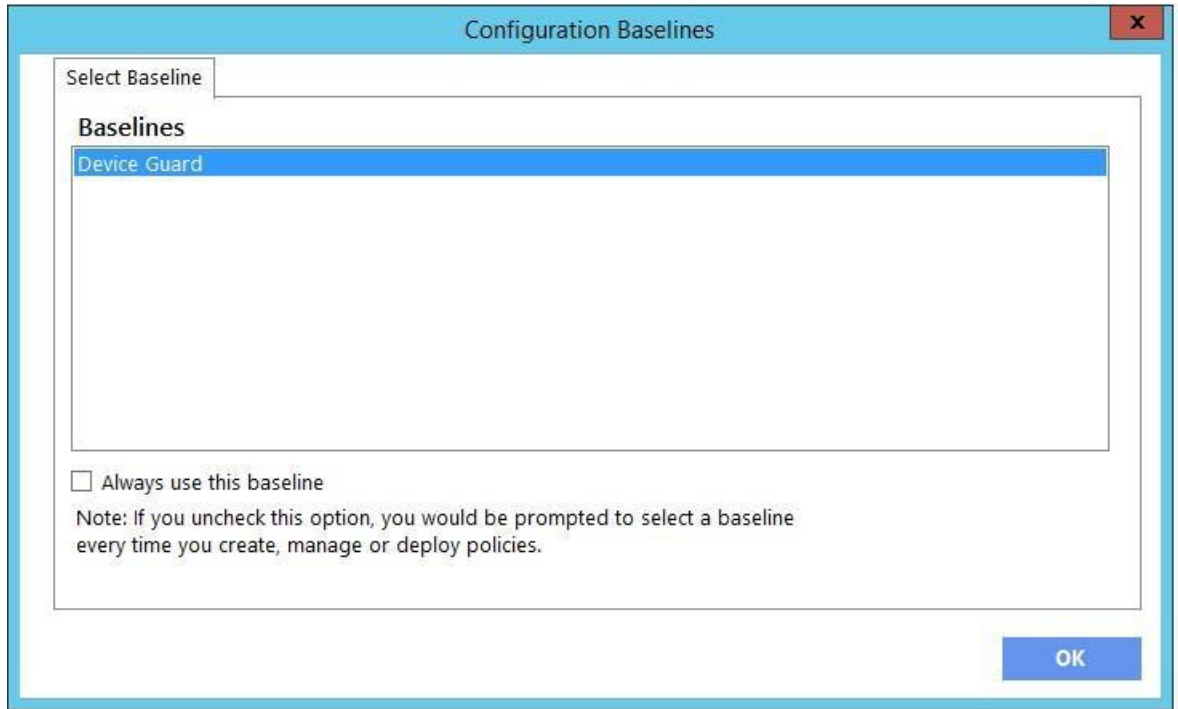 Configuration Baselines
x
Select Baseline
Baselines
Device Guard
Always use this baseline
Note: If you uncheck this option, you would be prompted to select a baseline
every time you create, manage or deploy policies.
OK